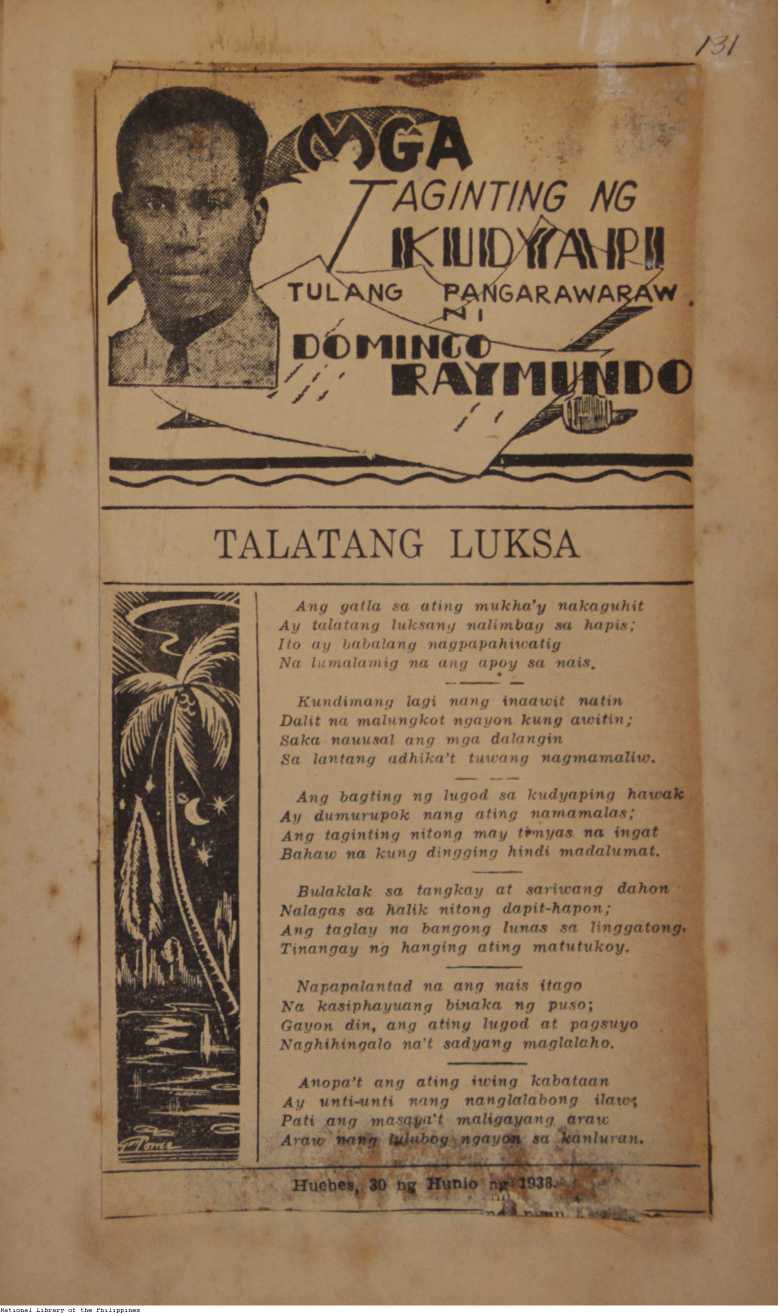 131
MGA
TAGINTING NG
KUDYAPI
TULANG PANGARAWARAW
NI
DOMINGO
RAYMUNDO
TALATANG LUKSA
Ang gatla sa ating mukha'y nakaguhit
Ay talatang luksang nalimbag sa hapis;
Ito ay babalang nagpapahiwatig
Na lumalamig na ang apoy sa nais.
Kundimang lagi nang inaawit natin
Dalit na malungkot ngayon kung awitin;
Saka nauusal ang mga dalangin
Sa lantang adhika't tuwang nagmamaliw.
Ang bagting ng lugod sa kudyaping hawak
Ay dumurupok nang ating namamalas;
Ang taginting nitong may timyas na ingat
Bahaw na kung dingging hindi madalumat.
Bulaklak sa tangkay at sariwang dahon
Nalagas sa halik nitong dapit-hapon;
Ang taglay na bangong lunas sa linggatong,
Tinangay ng hanging ating matutukoy.
Napapalantad na ang nais itago
Na kasiphayuang binaka ng puso;
Gayon din, ang ating lugod at pagsuyo
Naghihingalo na't sadyang maglalaho.
Anopa't ang ating iwing kabataan
Ay unti-unti nang nanglalabong ilaw;
Pati ang masaya't maligayang araw
Araw nang lulubog ngayon sa kanluran.
Huebes, 30 ng Hunio ng 1938.
National Library of the Philippines